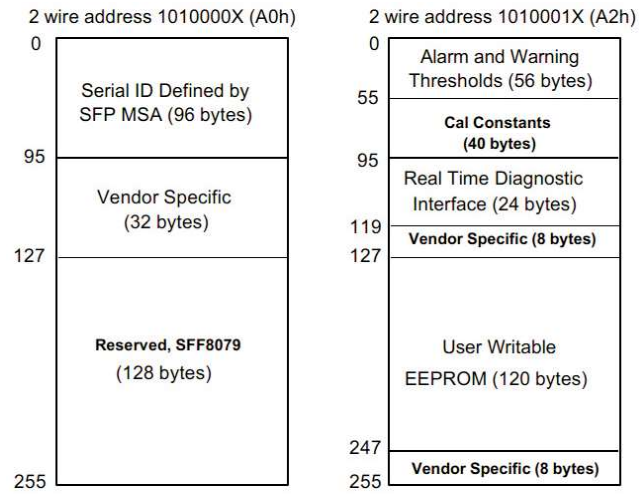 2 wire address 1010000X (A0h)
0
Serial ID Defined by
SFP MSA (96 bytes)
95
Vendor Specific
(32 bytes)
127
Reserved, SFF8079
(128 bytes)
255
2 wire address 1010001X (A2h)
0
Alarm and Warning
Thresholds (56 bytes)
55
Cal Constants
(40 bytes)
95
Real Time Diagnostic
Interface (24 bytes)
119
Vendor Specific (8 bytes)
127
User Writable
EEPROM (120 bytes)
247
Vendor Specific (8 bytes)
255